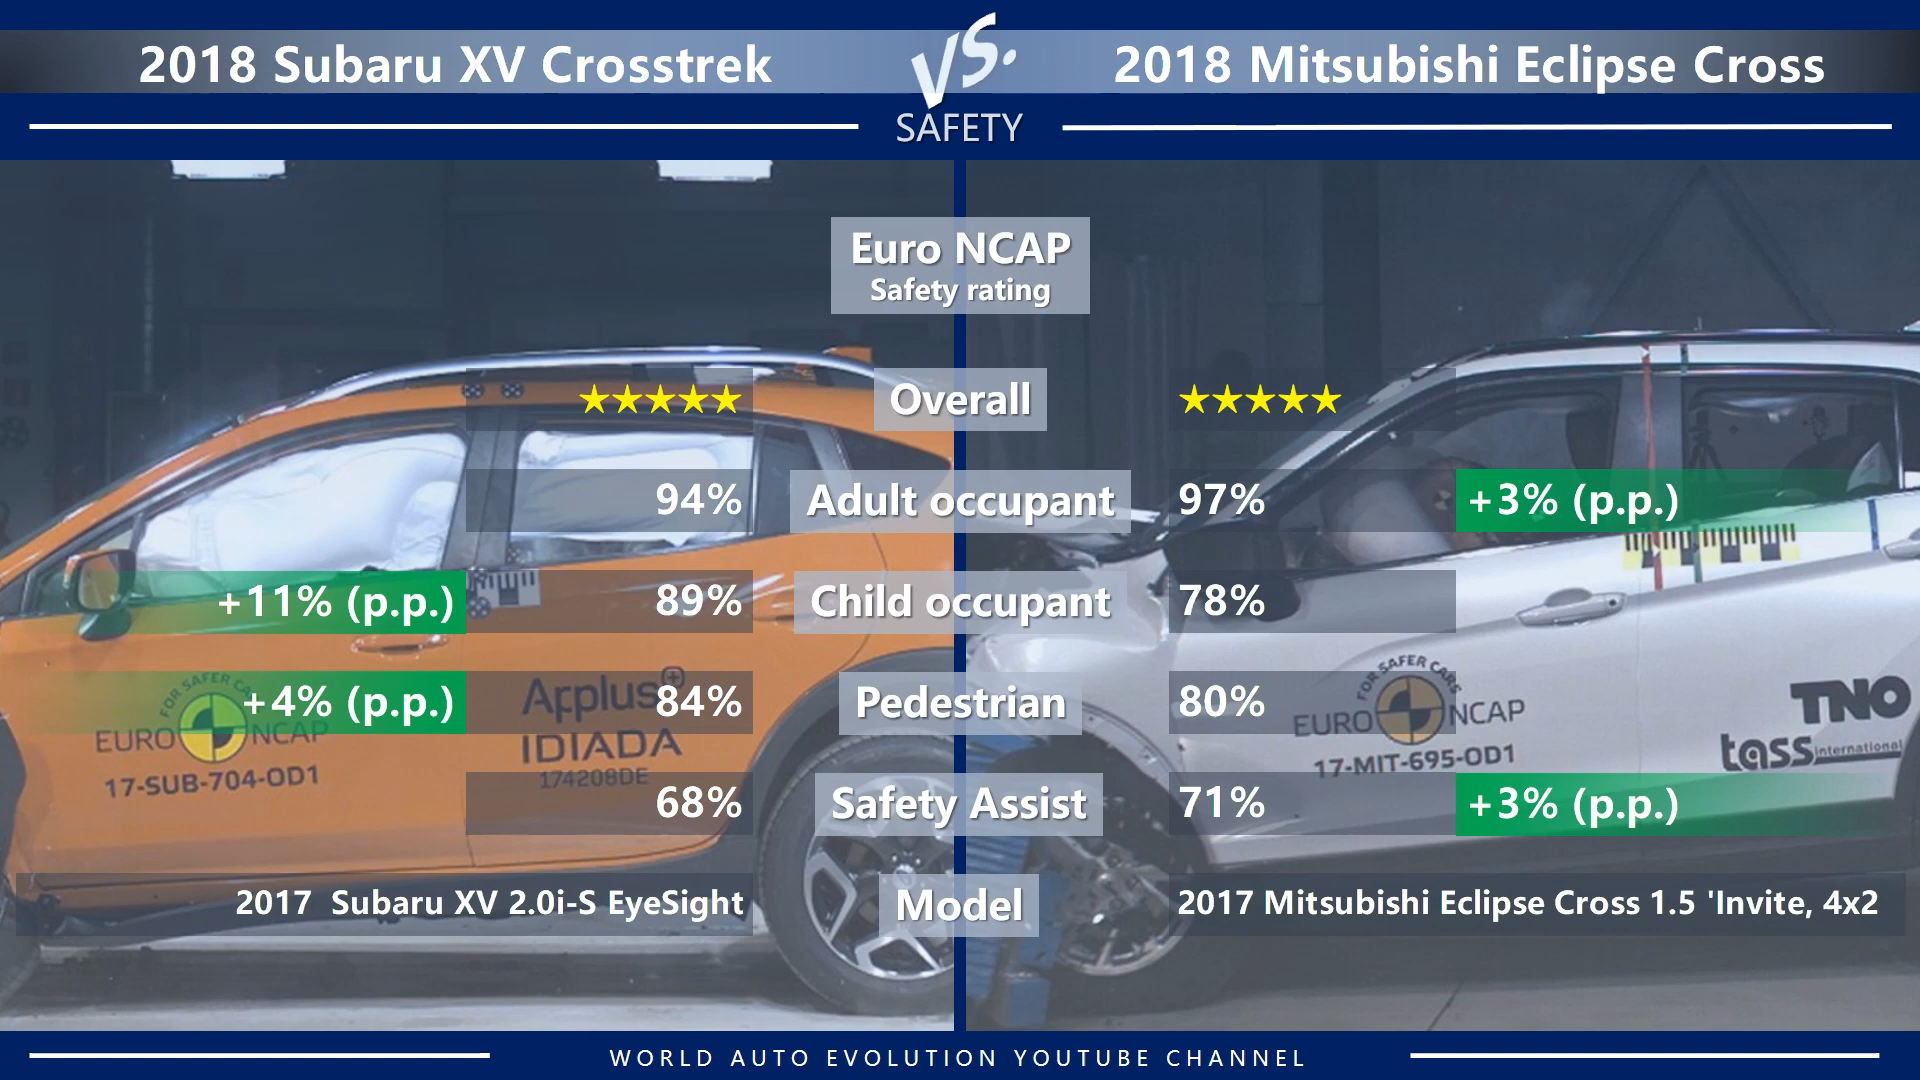 2018 Subaru XV Crosstrek
VS.
2018 Mitsubishi Eclipse Cross
SAFETY
Euro NCAP
Safety rating
★★★★★ Overall ★★★★★
94% Adult occupant 97% +3% (p.p.)
+11% (p.p.) 89% Child occupant 78%
+4% (p.p.) 84% Pedestrian 80%
68% Safety Assist 71% +3% (p.p.)
2017 Subaru XV 2.0i-S EyeSight Model 2017 Mitsubishi Eclipse Cross 1.5 'Invite, 4x2
FOR SAFER CARS
EURO NCAP
17-SUB-704-OD1
Applus+
IDIADA
174208DE
FOR SAFER CARS
EURO NCAP
17-MIT-695-OD1
TNO
tass international
WORLD AUTO EVOLUTION YOUTUBE CHANNEL